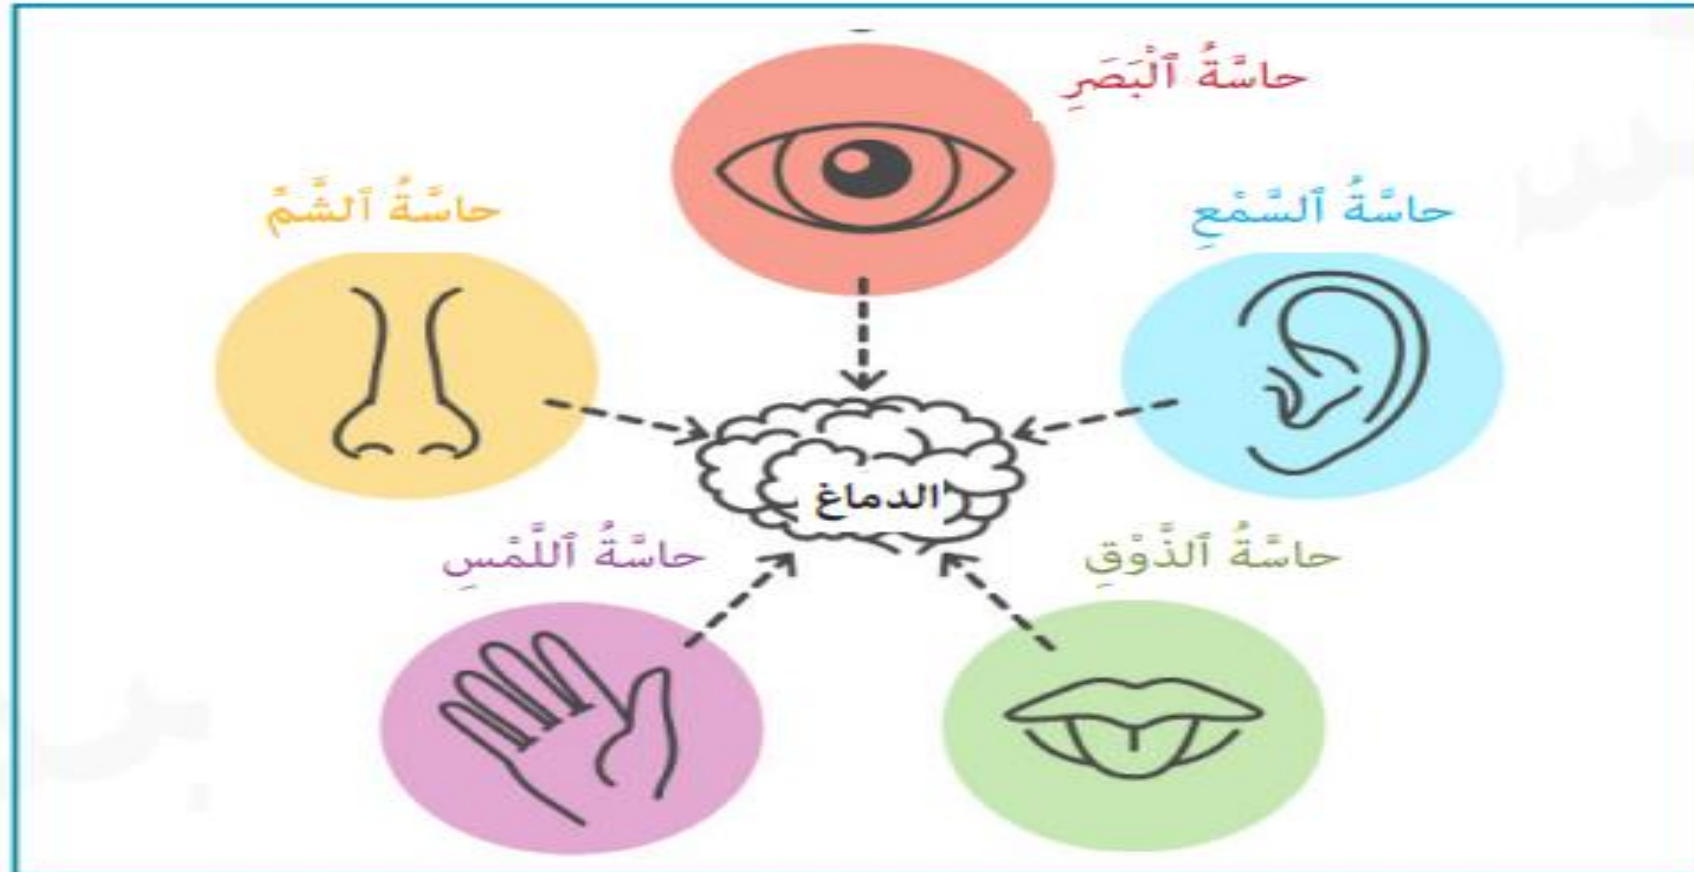 حاسَّةُ ٱلْبَصَرِ
حاسَّةُ ٱلسَّمْعِ
حاسَّةُ ٱلشَّمِّ
الدماغ
حاسَّةُ ٱلذَّوْقِ
حاسَّةُ ٱللَّمْسِ